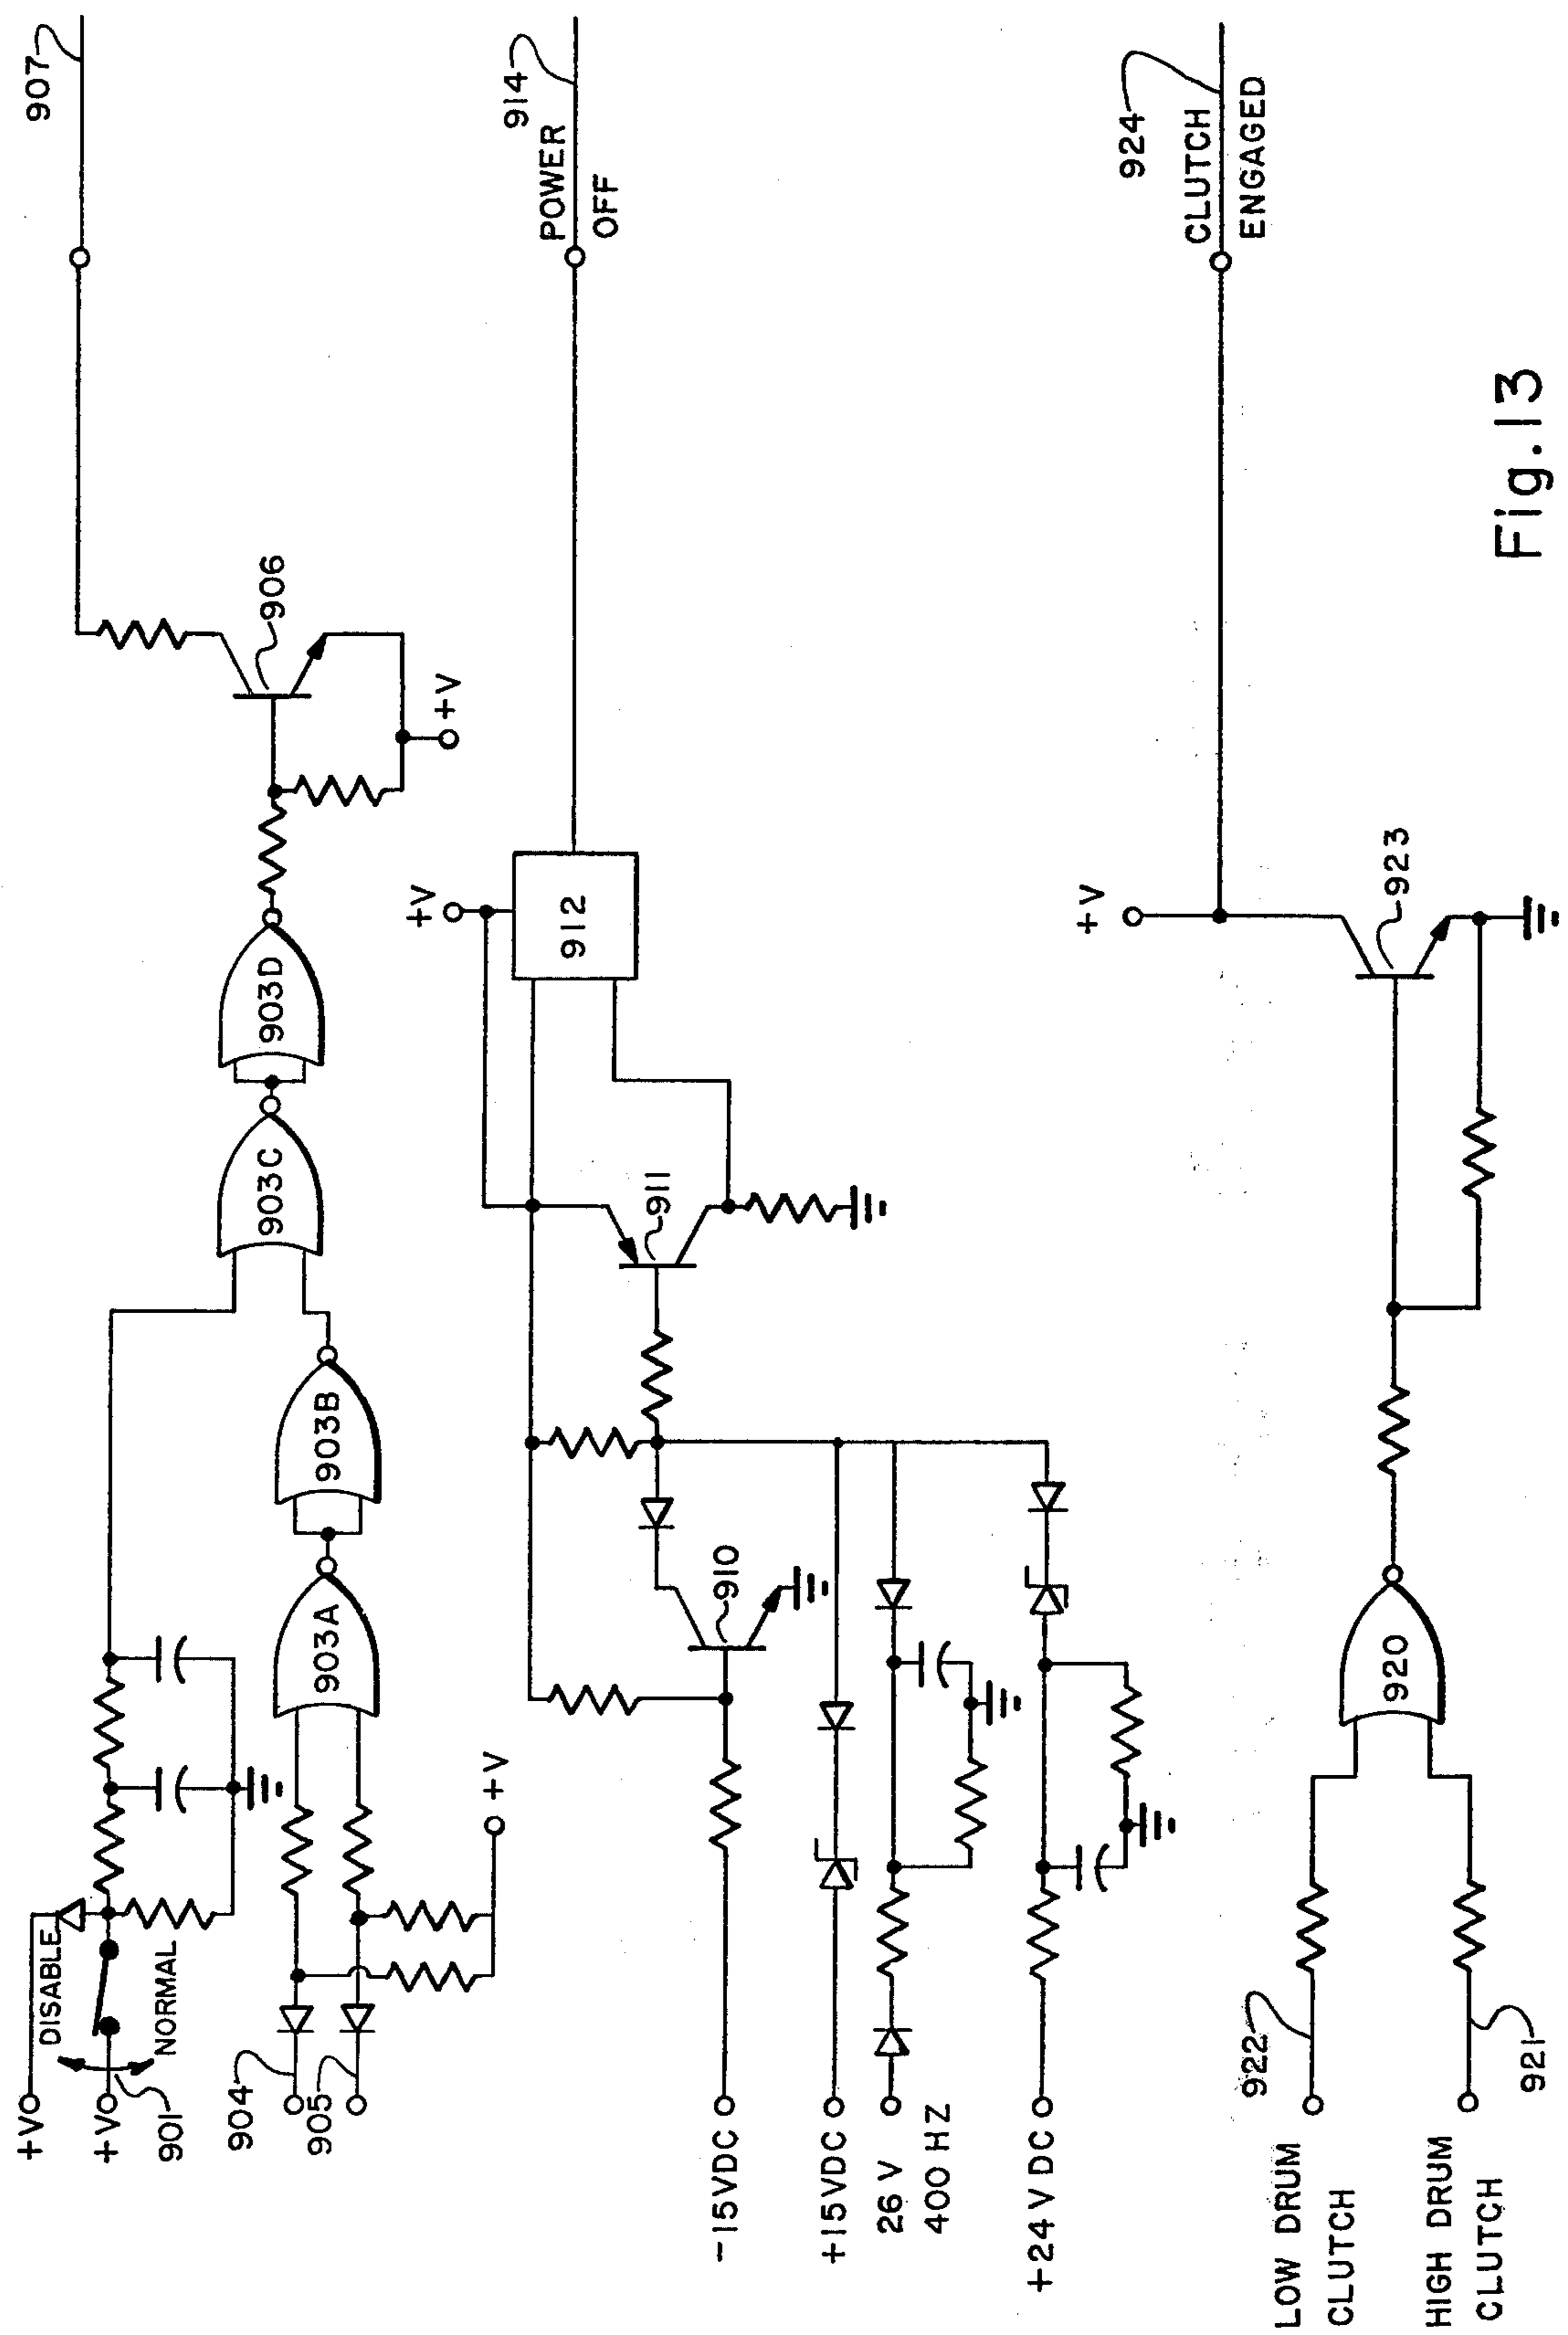 +V
DISABLE
+V
901
NORMAL
904
905
+V
903A
903B
903C
903D
906
+V
907
-15VDC
+15VDC
26 V
400 HZ
+24 V DC
910
911
+V
912
POWER
OFF
914
LOW DRUM
CLUTCH
922
HIGH DRUM
CLUTCH
921
920
+V
923
CLUTCH
ENGAGED
924
Fig.13